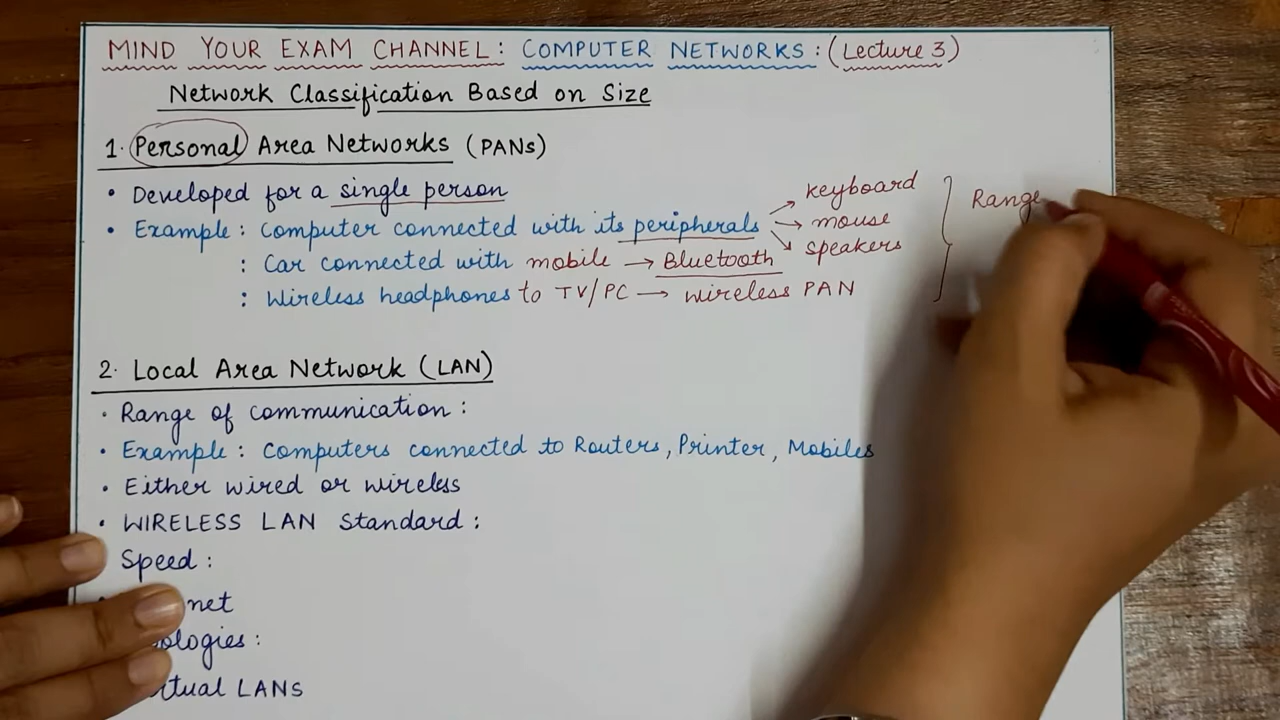 MIND YOUR EXAM CHANNEL: COMPUTER NETWORKS: (Lecture 3)
Network Classification Based on Size
1. Personal Area Networks (PANs)
• Developed for a single person
• Example : Computer connected with its peripherals → keyboard
→ mouse
→ speakers
Range
: Car connected with mobile → Bluetooth
: Wireless headphones to TV/PC → wireless PAN
2. Local Area Network (LAN)
• Range of communication :
• Example : Computers connected to Routers, Printer, Mobiles
• Either wired or wireless
• WIRELESS LAN Standard :
Speed :
net
ologies :
tual LANs